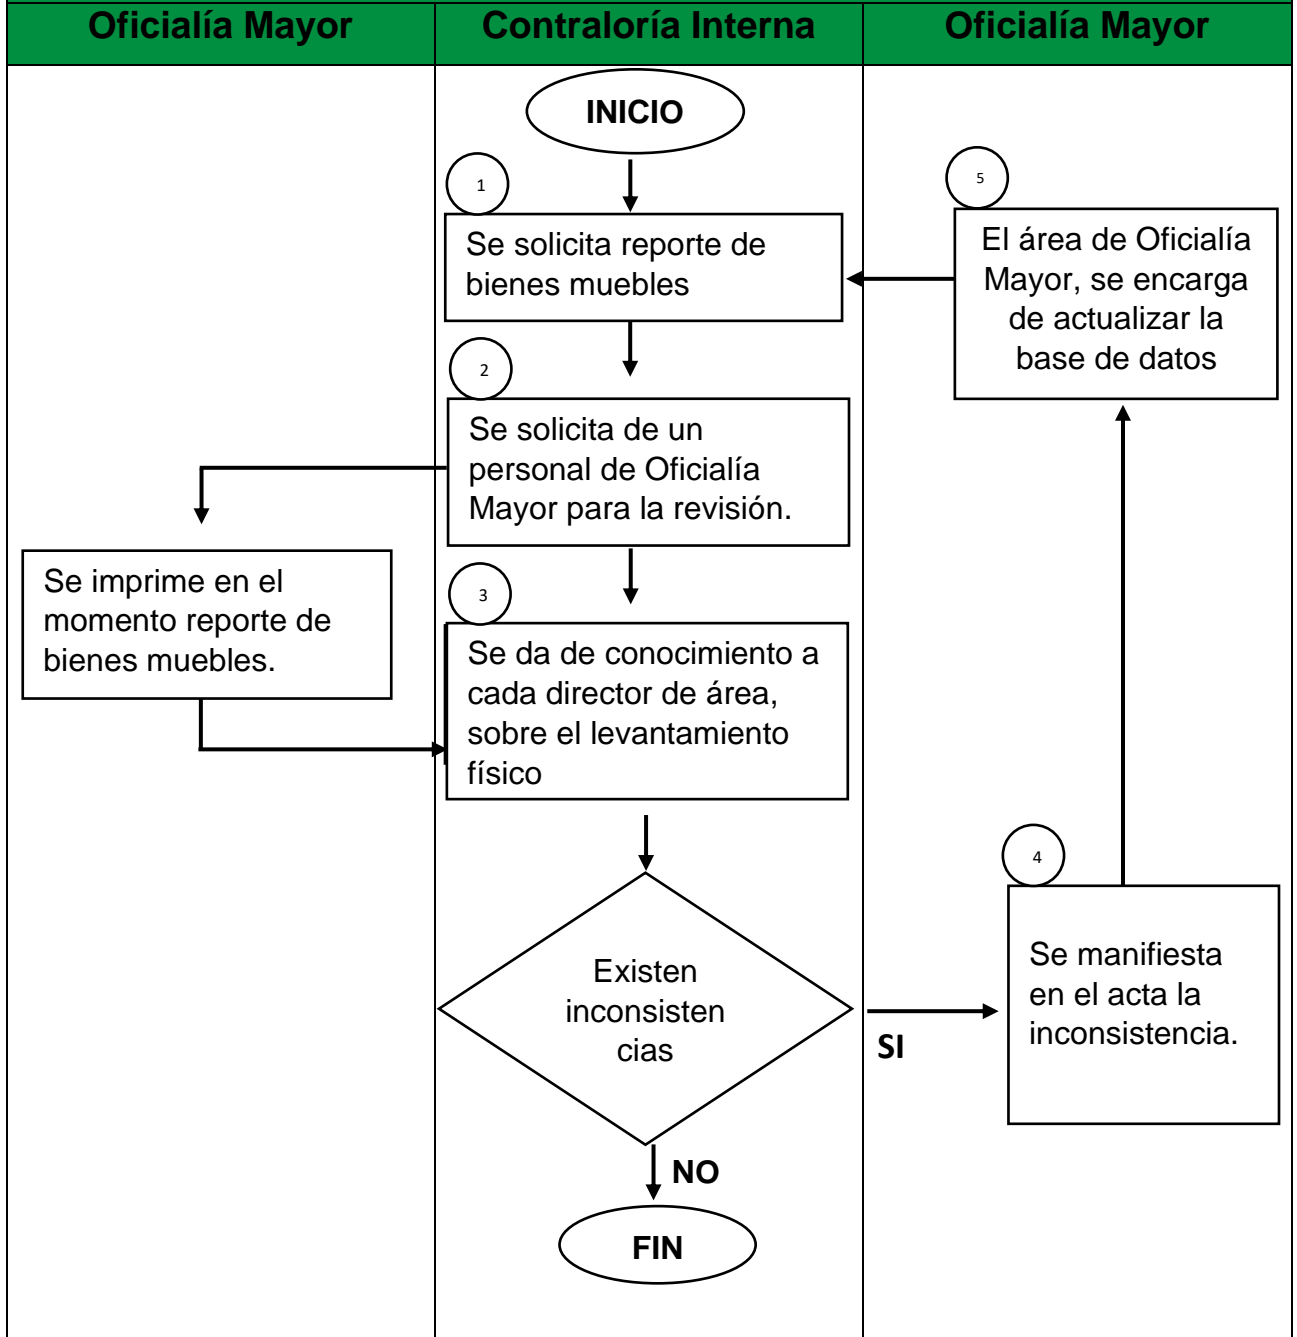 Oficialía Mayor
Contraloría Interna
Oficialía Mayor
INICIO
1
Se solicita reporte de
bienes muebles
2
Se solicita de un
personal de Oficialía
Mayor para la revisión.
Se imprime en el
momento reporte de
bienes muebles.
3
Se da de conocimiento a
cada director de área,
sobre el levantamiento
físico
Existen
inconsisten
cias
SI
4
Se manifiesta
en el acta la
inconsistencia.
5
El área de Oficialía
Mayor, se encarga
de actualizar la
base de datos
NO
FIN